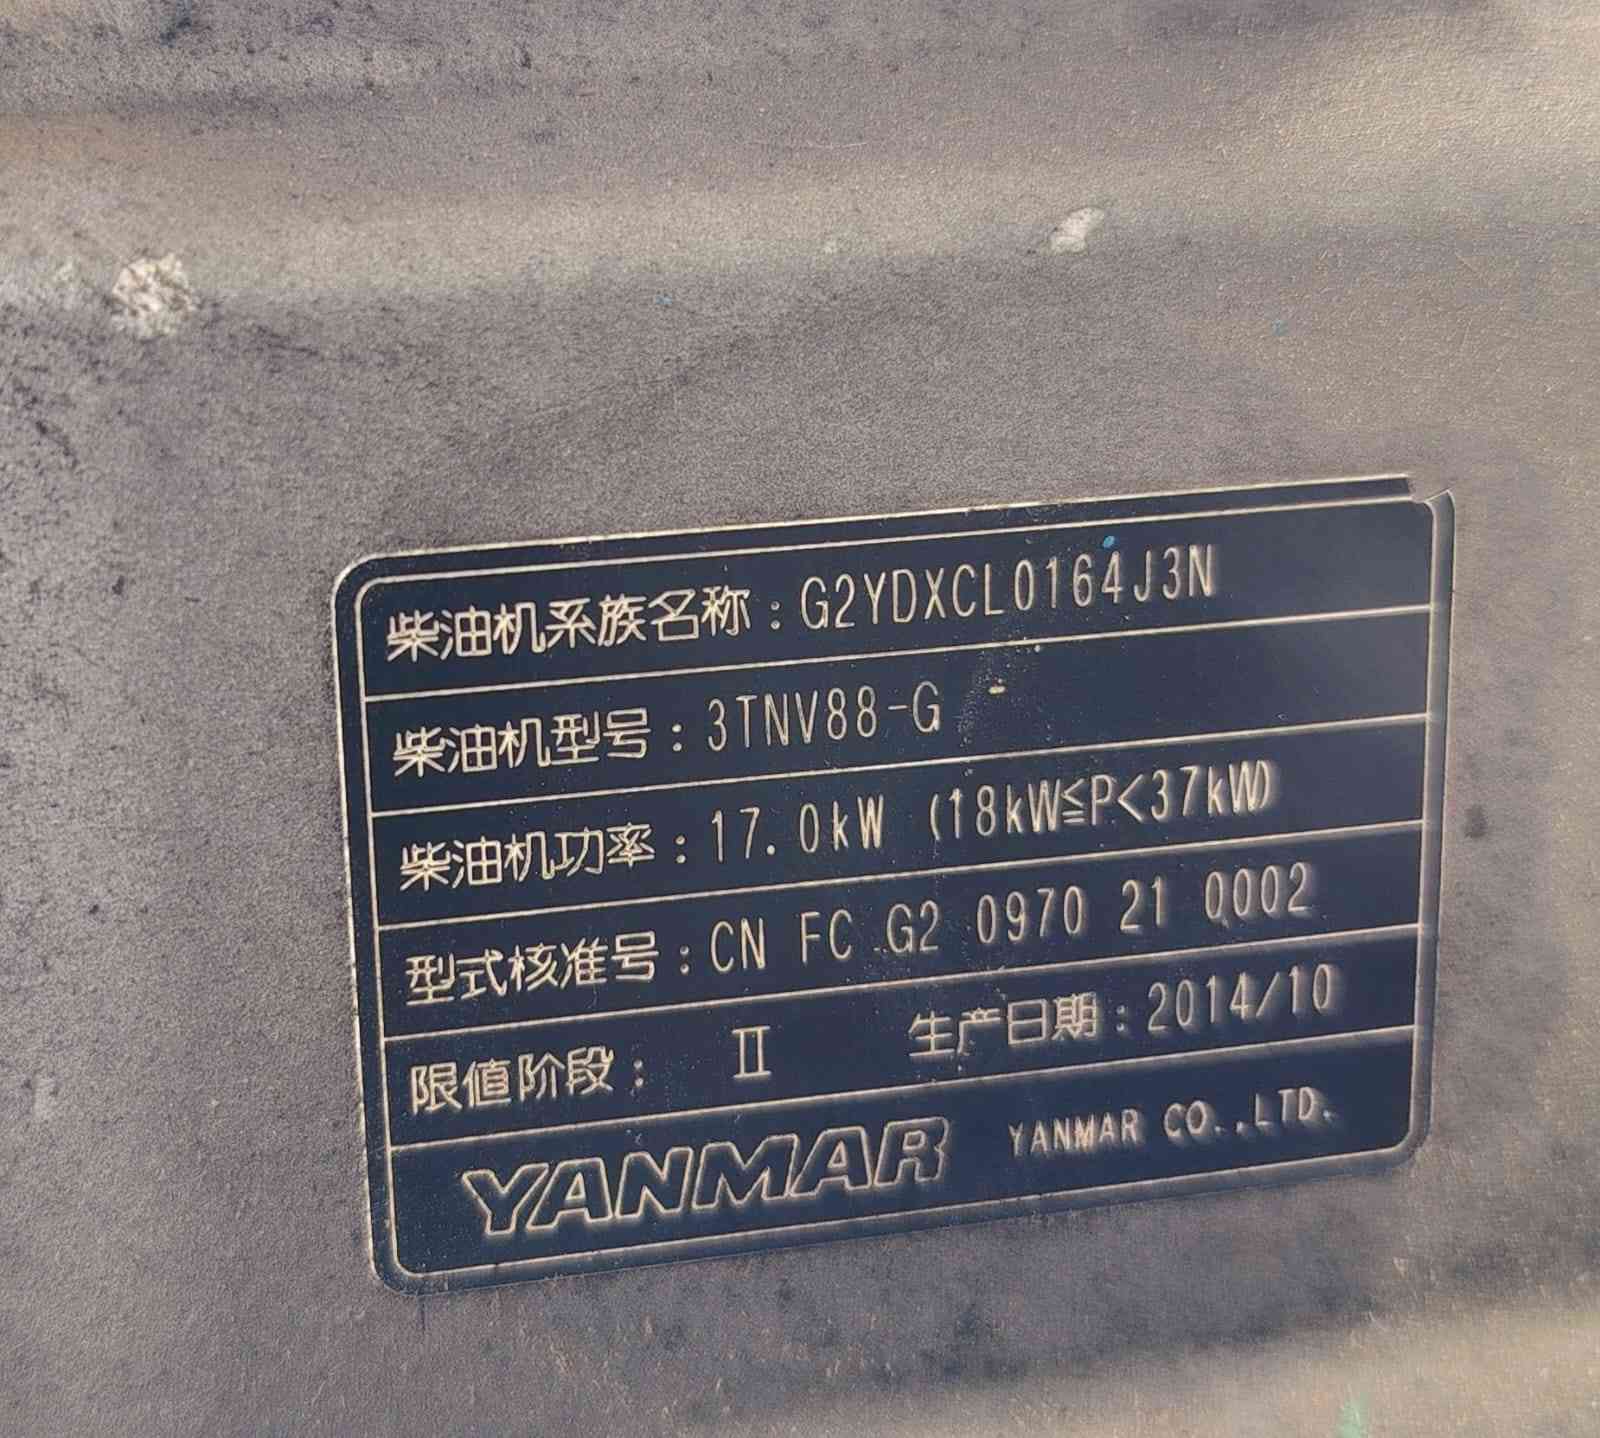 柴油机系族名称：G2YDXCL0164J3N
柴油机型号：3TNV88-G
柴油机功率：17.0kW (18kW≦P<37kW)
型式核准号：CN FC G2 0970 21 0002
限值阶段： Ⅱ 生产日期：2014/10
YANMAR YANMAR CO.,LTD.